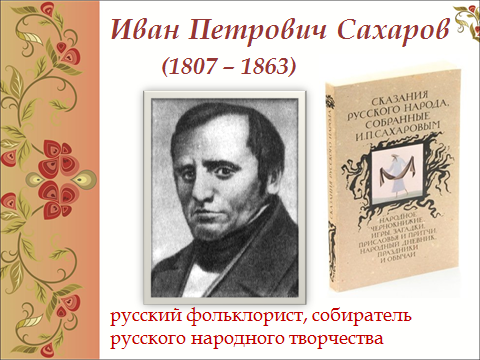 Иван Петрович Сахаров
(1807 – 1863)
СКАЗАНИЯ
РУССКОГО НАРОДА,
СОБРАННЫЕ
И.П. САХАРОВЫМ
НАРОДНОЕ
ЧЕРНОКНИЖИЕ
ИГРЫ, ЗАГАДКИ,
ПРИСЛОВЬЯ И ПРИТЧИ
НАРОДНЫЙ ДНЕВНИК,
ПРАЗДНИКИ
И ОБЫЧАИ
русский фольклорист, собиратель
русского народного творчества